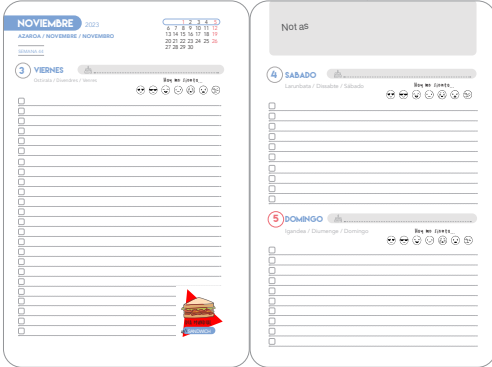 NOVIEMBRE 2023
AZAROA / NOVEMBRE / NOVEMBRO
SEMANA 44
1 2 3 4 5
6 7 8 9 10 11 12
13 14 15 16 17 18 19
20 21 22 23 24 25 26
27 28 29 30
3 VIERNES
Ostirala / Divendres / Venres
Hoy me siento...
SANDWICH
Notas
4 SABADO
Larunbata / Dissabte / Sábado
Hoy me siento...
5 DOMINGO
Igandea / Diumenge / Domingo
Hoy me siento...